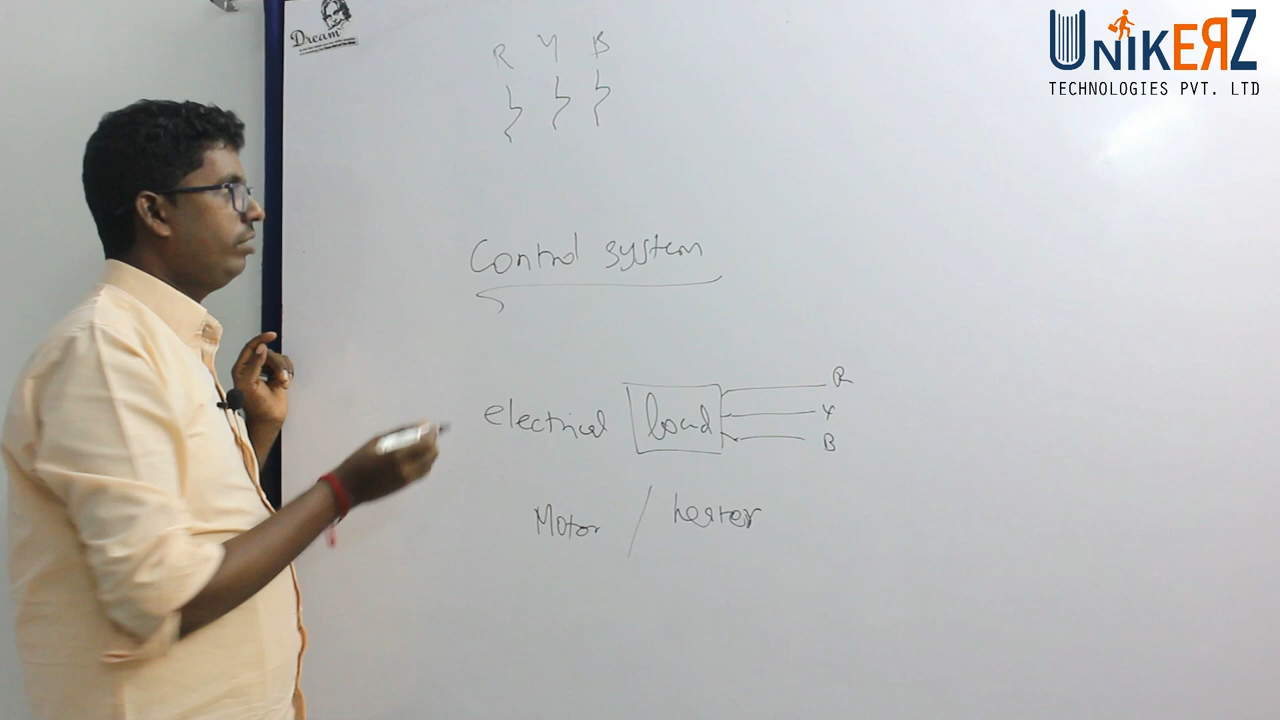 UNIKERZ
TECHNOLOGIES PVT. LTD
Dream
R Y B
Control system
electrical load
R
Y
B
Motor / heater